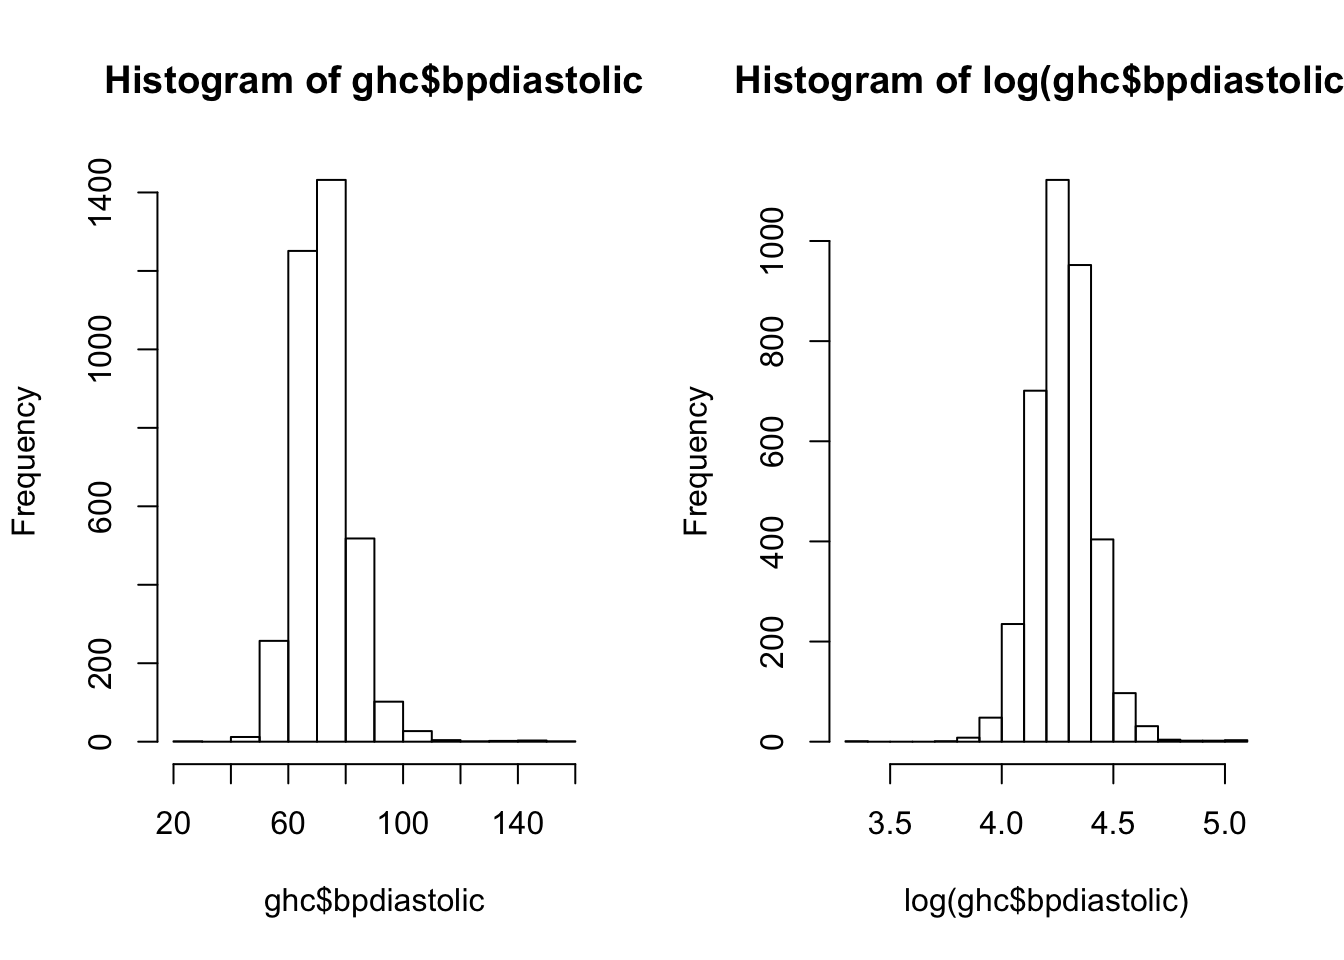 Histogram of ghc$bpdiastolic
Frequency
1400
1000
600
200
0
20 60 100 140
ghc$bpdiastolic
Histogram of log(ghc$bpdiastolic
Frequency
1000
800
600
400
200
0
3.5 4.0 4.5 5.0
log(ghc$bpdiastolic)